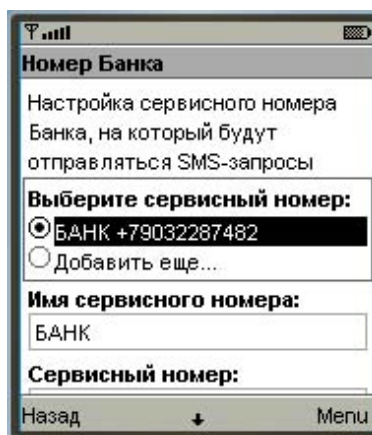 Номер Банка
Настройка сервисного номера
Банка, на который будут
отправляться SMS-запросы
Выберите сервисный номер:
БАНК +79032287482
Добавить еще...
Имя сервисного номера:
БАНК
Сервисный номер:
Назад
Menu